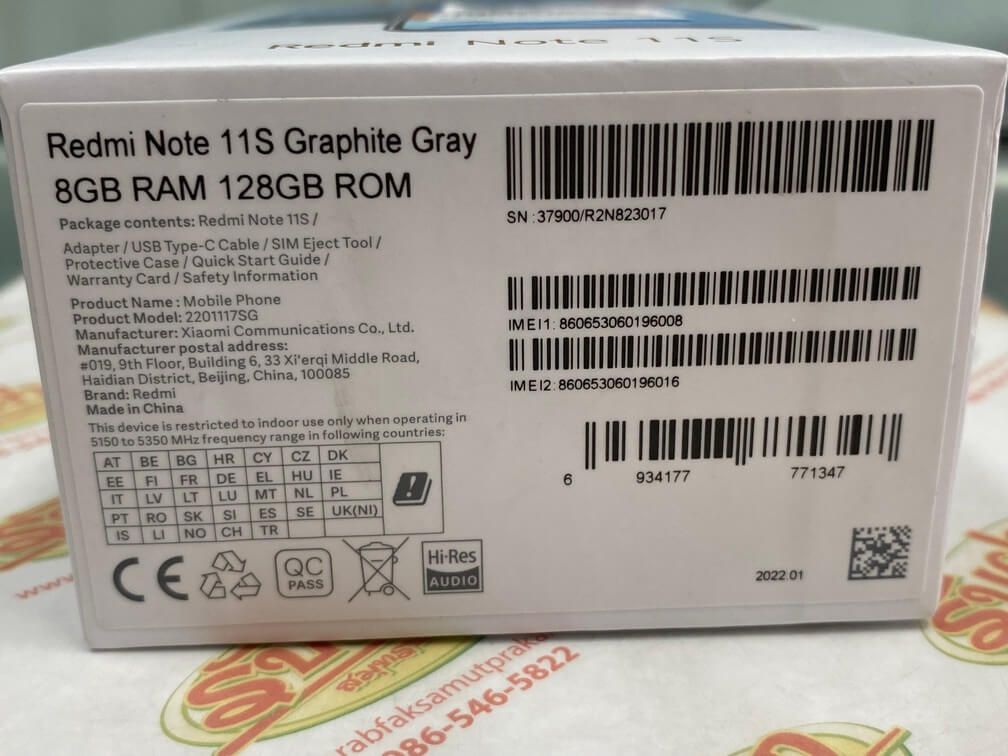 Redmi Note 11S
Redmi Note 11S Graphite Gray
8GB RAM 128GB ROM
Package contents: Redmi Note 11S /
Adapter / USB Type-C Cable / SIM Eject Tool /
Protective Case / Quick Start Guide /
Warranty Card / Safety Information
Product Name : Mobile Phone
Product Model: 2201117SG
Manufacturer: Xiaomi Communications Co., Ltd.
Manufacturer postal address:
#019, 9th Floor, Building 6, 33 Xi'erqi Middle Road,
Haidian District, Beijing, China, 100085
Brand: Redmi
Made in China
This device is restricted to indoor use only when operating in
5150 to 5350 MHz frequency range in following countries:
AT BE BG HR CY CZ DK
EE FI FR DE EL HU IE
IT LV LT LU MT NL PL
PT RO SK SI ES SE UK(NI)
IS LI NO CH TR
CE
QC
PASS
Hi-Res
AUDIO
SN : 37900/R2N823017
IMEI1: 860653060196008
IMEI2: 860653060196016
6 934177 771347
2022.01
rabfaksamutprak
086-546-5822